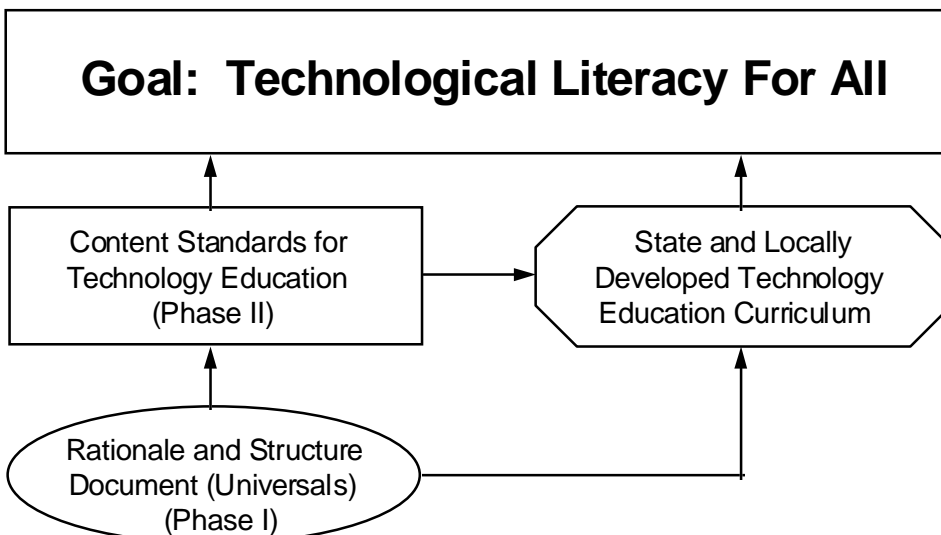 Goal: Technological Literacy For All
Content Standards for
Technology Education
(Phase II)
State and Locally
Developed Technology
Education Curriculum
Rationale and Structure
Document (Universals)
(Phase I)